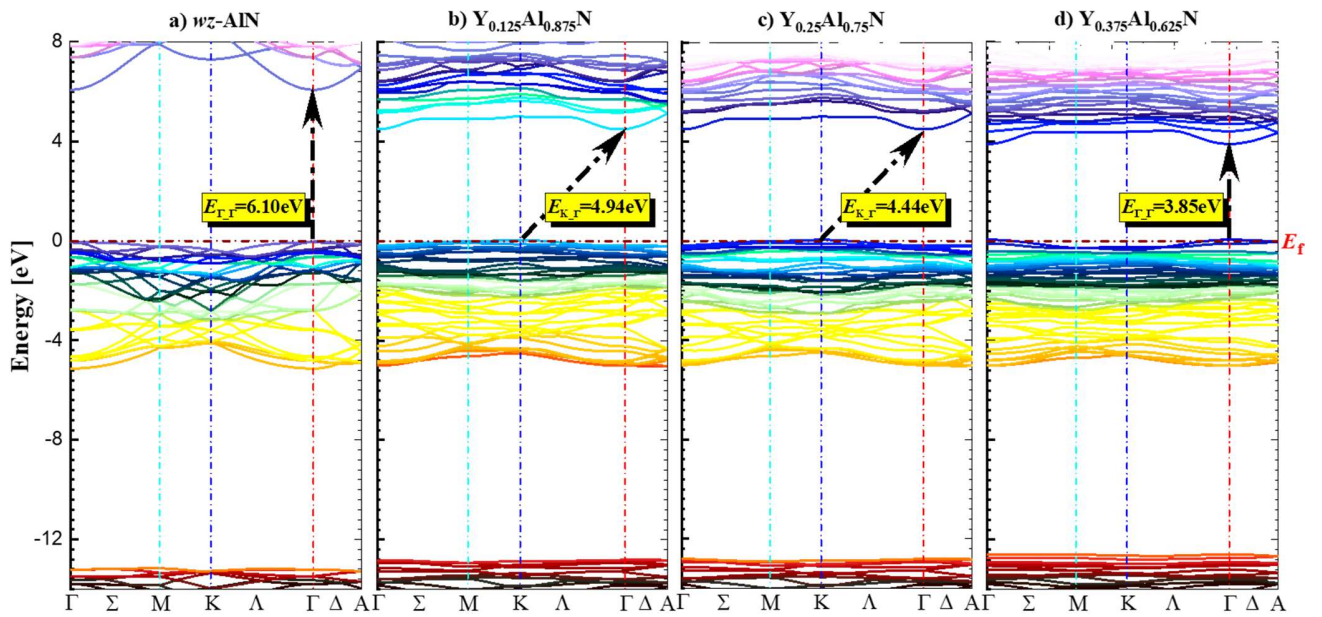 a) wz-AlN
b) Y0.125Al0.875N
c) Y0.25Al0.75N
d) Y0.375Al0.625N
Energy [eV]
8
4
0
-4
-8
-12
EΓ_Γ=6.10eV
EK_Γ=4.94eV
EK_Γ=4.44eV
EΓ_Γ=3.85eV
Ef
Γ Σ M K Λ Γ Δ A
Γ Σ M K Λ Γ Δ A
Γ Σ M K Λ Γ Δ A
Γ Σ M K Λ Γ Δ A